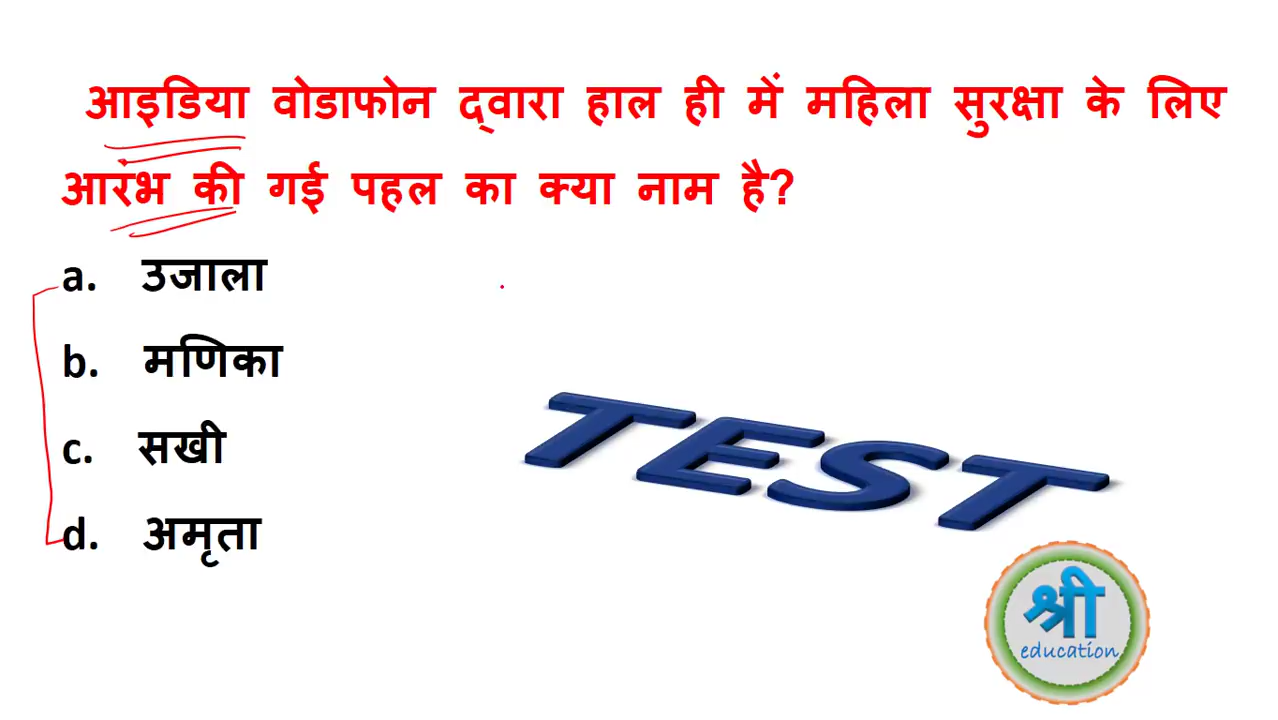 आइडिया वोडाफोन द्वारा हाल ही में महिला सुरक्षा के लिए
आरंभ की गई पहल का क्या नाम है?
a. उजाला
b. मणिका
c. सखी
d. अमृता
TEST
श्री
education